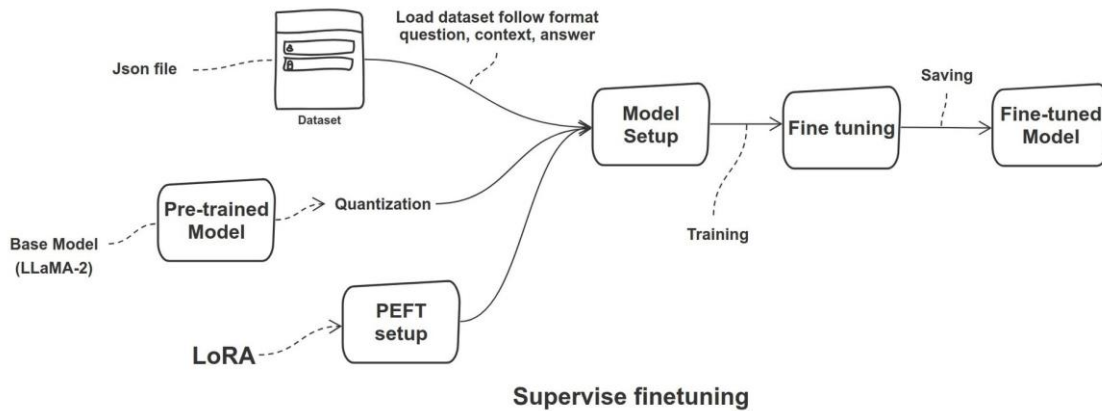 Load dataset follow format
question, context, answer
Json file
Dataset
Model
Setup
Fine tuning
Saving
Fine-tuned
Model
Pre-trained
Model
Quantization
Training
Base Model
(LLaMA-2)
PEFT
setup
LoRA
Supervise finetuning